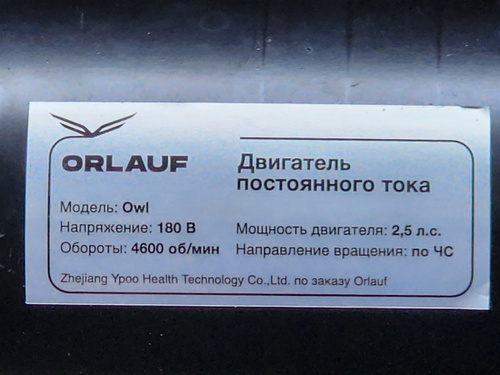 ORLAUF
Двигатель
постоянного тока
Модель: Owl
Напряжение: 180 В
Обороты: 4600 об/мин
Мощность двигателя: 2,5 л.с.
Направление вращения: по ЧС
Zhejiang Ypoo Health Technology Co.,Ltd. по заказу Orlauf